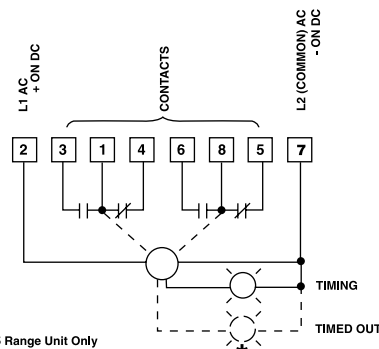 L1 AC
+ ON DC
CONTACTS
L2 (COMMON) AC
- ON DC
2 3 1 4 6 8 5 7
TIMING
TIMED OUT
Range Unit Only